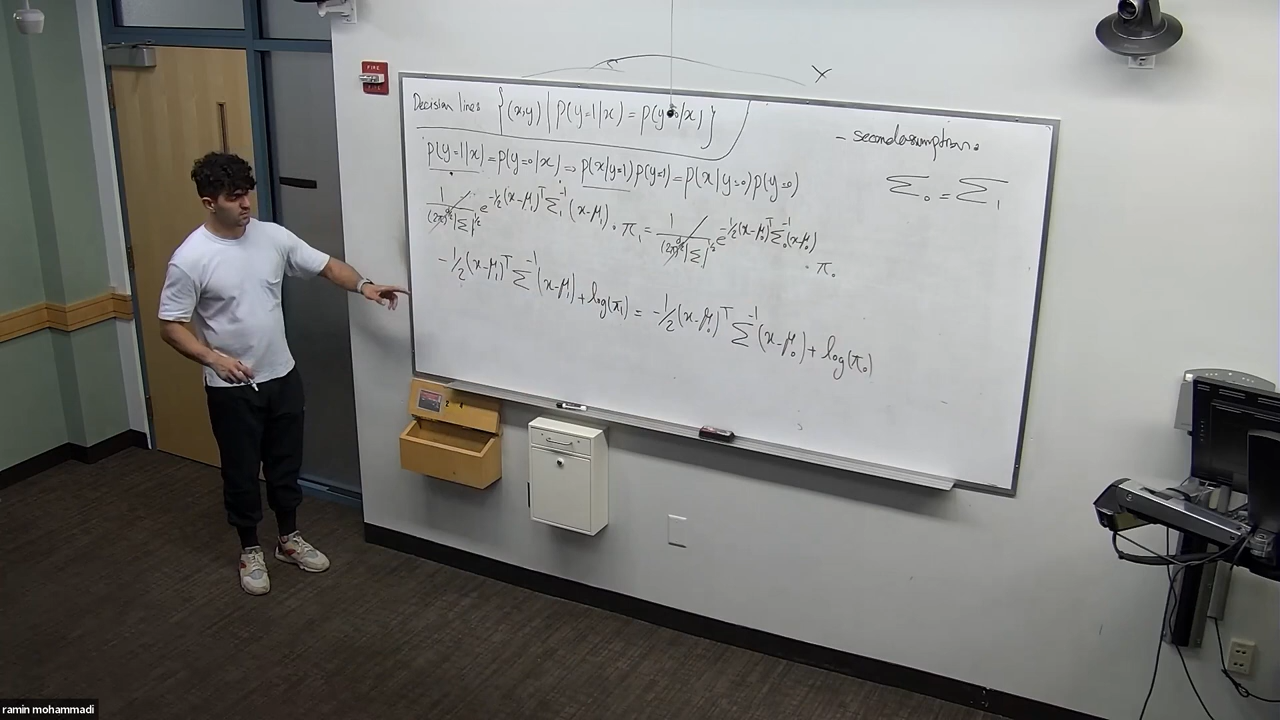 FIRE
Decision lines {(x,y) | P(y=1|x) = P(y=0|x)}
- second assumption.
P(y=1|x) = P(y=0|x) ⇒ P(x|y=1)P(y=1) = P(x|y=0)P(y=0)
Σ₀ = Σ₁
1/((2π)^{d/2}|Σ|^{1/2}) e^{-1/2(x-μ₁)ᵀΣ₁⁻¹(x-μ₁)} · π₁ = 1/((2π)^{d/2}|Σ|^{1/2}) e^{-1/2(x-μ₀)ᵀΣ₀⁻¹(x-μ₀)} · π₀
-1/2(x-μ₁)ᵀ Σ⁻¹ (x-μ₁) + log(π₁) = -1/2(x-μ₀)ᵀ Σ⁻¹ (x-μ₀) + log(π₀)
ramin mohammadi